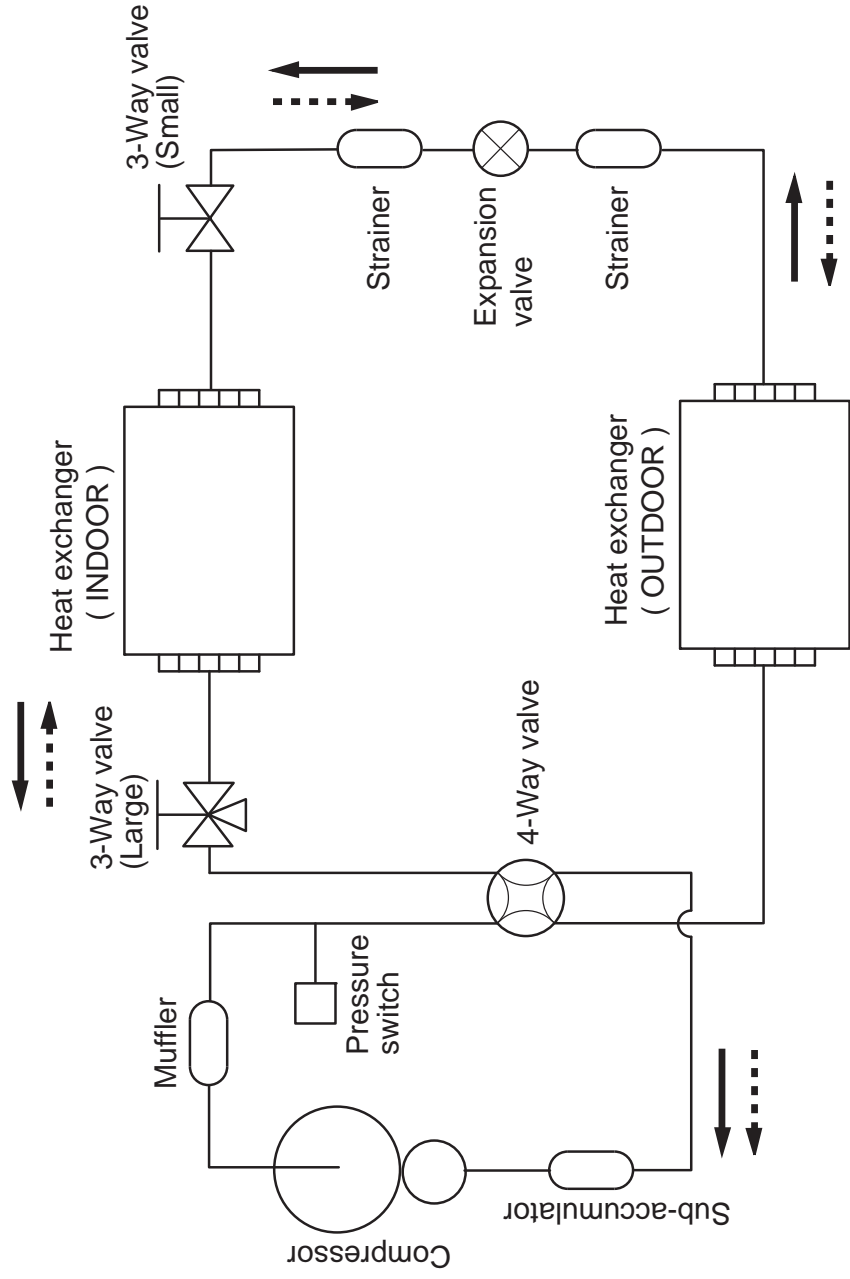 3-Way valve
(Small)
Strainer
Expansion
valve
Strainer
Heat exchanger
( INDOOR )
Heat exchanger
( OUTDOOR )
3-Way valve
(Large)
4-Way valve
Muffler
Pressure
switch
Compressor
Sub-accumulator